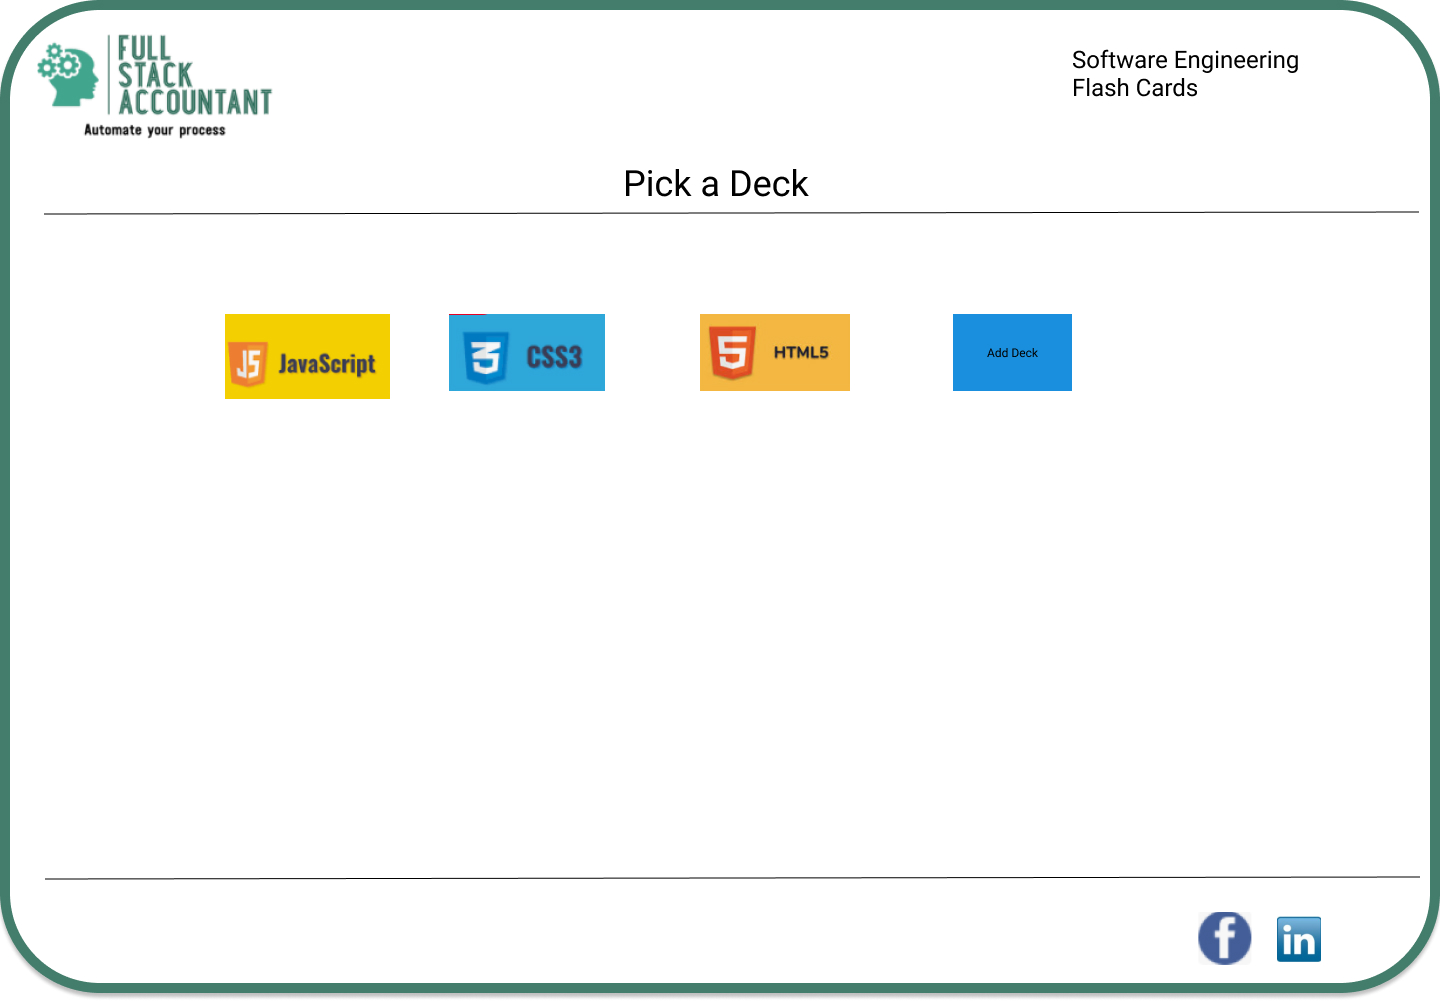 FULL
STACK
ACCOUNTANT
Automate your process
Software Engineering
Flash Cards
Pick a Deck
JS JavaScript
3 CSS3
5 HTML5
Add Deck
f in